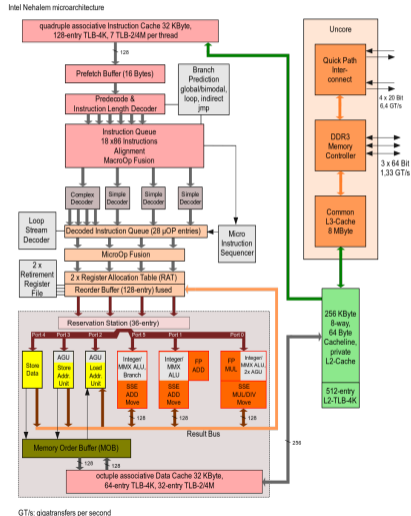 Intel Nehalem microarchitecture
quadruple associative Instruction Cache 32 KByte,
128-entry TLB-4K, 7 TLB-2/4M per thread
128
Prefetch Buffer (16 Bytes)
Branch
Prediction
global/bimodal,
loop, indirect
jmp
Predecode &
Instruction Length Decoder
Instruction Queue
18 x86 Instructions
Alignment
MacroOp Fusion
Complex
Decoder
Simple
Decoder
Simple
Decoder
Simple
Decoder
Loop
Stream
Decoder
Decoded Instruction Queue (28 µOP entries)
Micro
Instruction
Sequencer
MicroOp Fusion
2 x
Retirement
Register
File
2 x Register Allocation Table (RAT)
Reorder Buffer (128-entry) fused
Reservation Station (36-entry)
Port 4
Port 3
Port 2
Port 5
Port 1
Port 0
Store
Data
AGU
Store
Addr.
Unit
AGU
Load
Addr.
Unit
Integer/
MMX ALU,
Branch
SSE
ADD
Move
Integer/
MMX
ALU
FP
ADD
SSE
ADD
Move
FP
MUL
Integer/
MMX ALU,
2x AGU
SSE
MUL/DIV
Move
128
128
128
Result Bus
Memory Order Buffer (MOB)
128
128
256
octuple associative Data Cache 32 KByte,
64-entry TLB-4K, 32-entry TLB-2/4M
Uncore
Quick Path
Inter-
connect
4 x 20 Bit
6,4 GT/s
DDR3
Memory
Controller
3 x 64 Bit
1,33 GT/s
Common
L3-Cache
8 MByte
256 KByte
8-way,
64 Byte
Cacheline,
private
L2-Cache
512-entry
L2-TLB-4K
GT/s: gigatransfers per second